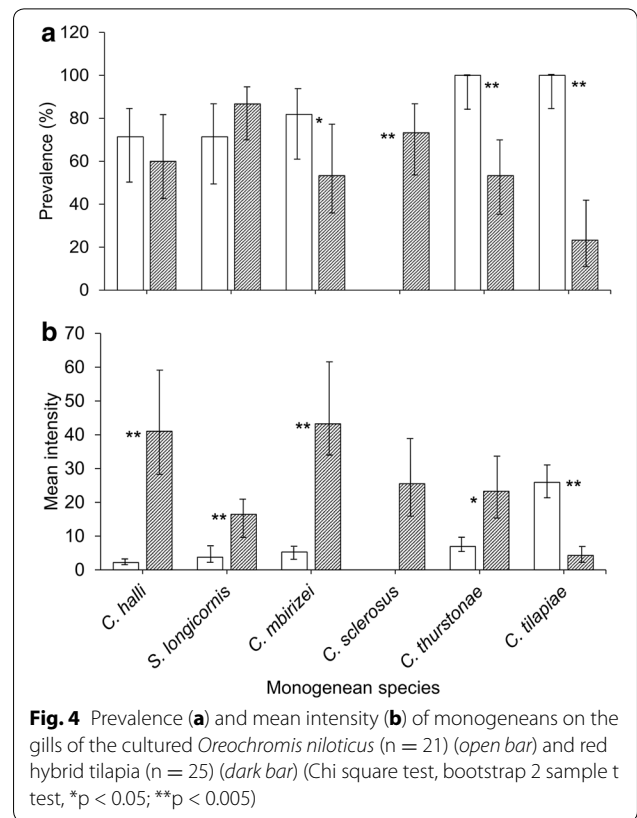 a
120
100
80
60
40
20
0
Prevalence (%)
*
**
**
**
b
70
60
50
40
30
20
10
0
Mean intensity
**
**
**
*
**
C. halli
S. longicornis
C. mbirizei
C. sclerosus
C. thurstonae
C. tilapiae
Monogenean species
Fig. 4 Prevalence (a) and mean intensity (b) of monogeneans on the
gills of the cultured Oreochromis niloticus (n = 21) (open bar) and red
hybrid tilapia (n = 25) (dark bar) (Chi square test, bootstrap 2 sample t
test, *p < 0.05; **p < 0.005)